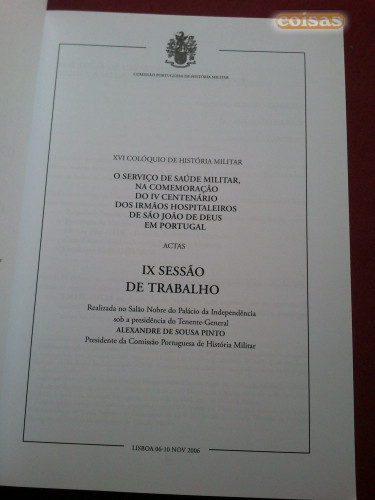 coisas
COMISSÃO PORTUGUESA DE HISTÓRIA MILITAR
XVI COLÓQUIO DE HISTÓRIA MILITAR
O SERVIÇO DE SAÚDE MILITAR,
NA COMEMORAÇÃO
DO IV CENTENÁRIO
DOS IRMÃOS HOSPITALEIROS
DE SÃO JOÃO DE DEUS
EM PORTUGAL
ACTAS
IX SESSÃO
DE TRABALHO
Realizada no Salão Nobre do Palácio da Independência
sob a presidência do Tenente-General
ALEXANDRE DE SOUSA PINTO
Presidente da Comissão Portuguesa de História Militar
LISBOA 06-10 NOV 2006